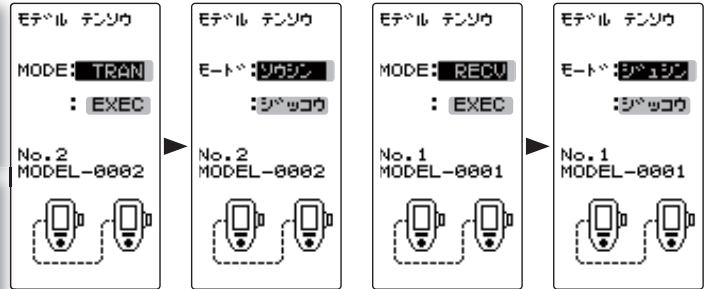 モデル テンソウ
MODE: TRAN
: EXEC
No.2
MODEL-0002
モデル テンソウ
モード:ソウシン
:ジッコウ
No.2
MODEL-0002
モデル テンソウ
MODE: RECV
: EXEC
No.1
MODEL-0001
モデル テンソウ
モード:ジュシン
:ジッコウ
No.1
MODEL-0001